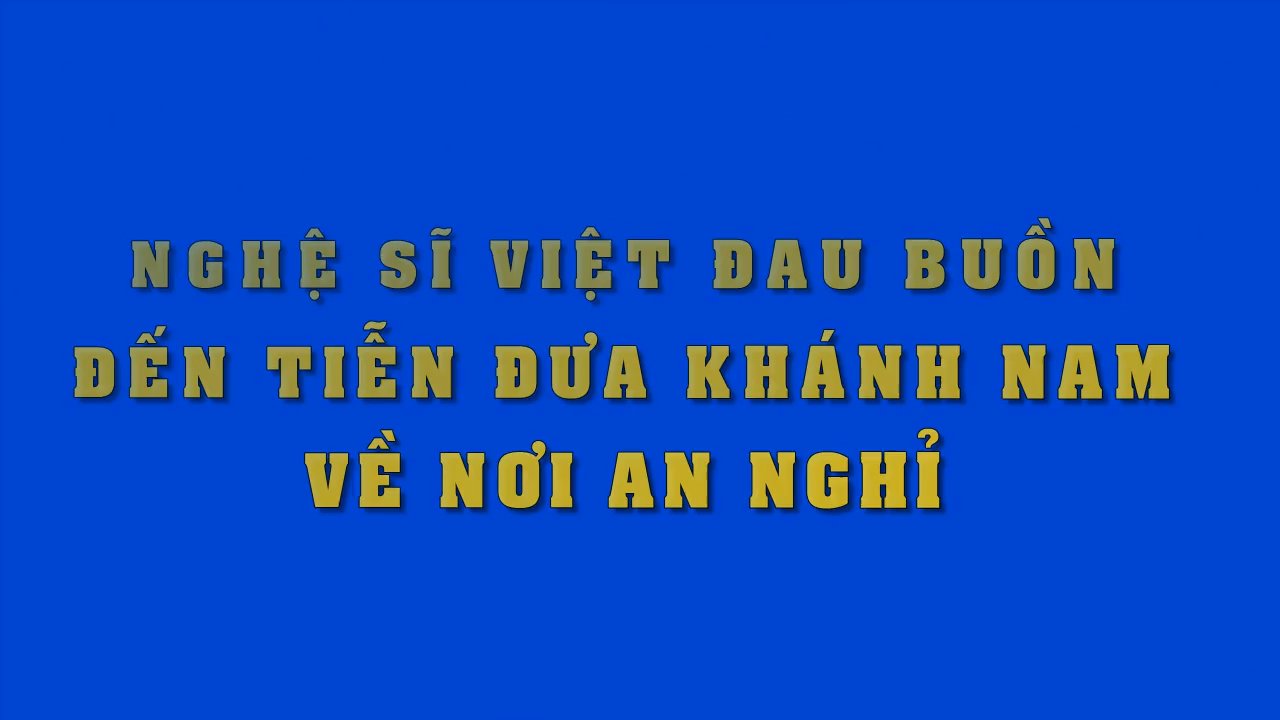 NGHỆ SĨ VIỆT ĐAU BUỒN
ĐẾN TIỄN ĐƯA KHÁNH NAM
VỀ NƠI AN NGHỈ